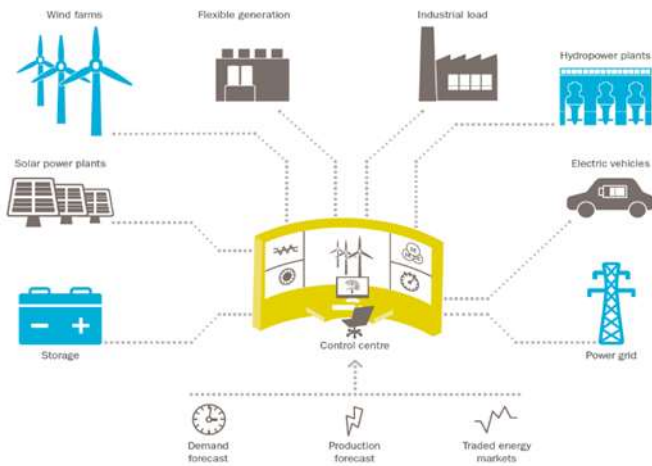 Wind farms
Flexible generation
Industrial load
Hydropower plants
Solar power plants
Electric vehicles
Storage
Control centre
Power grid
Demand
forecast
Production
forecast
Traded energy
markets